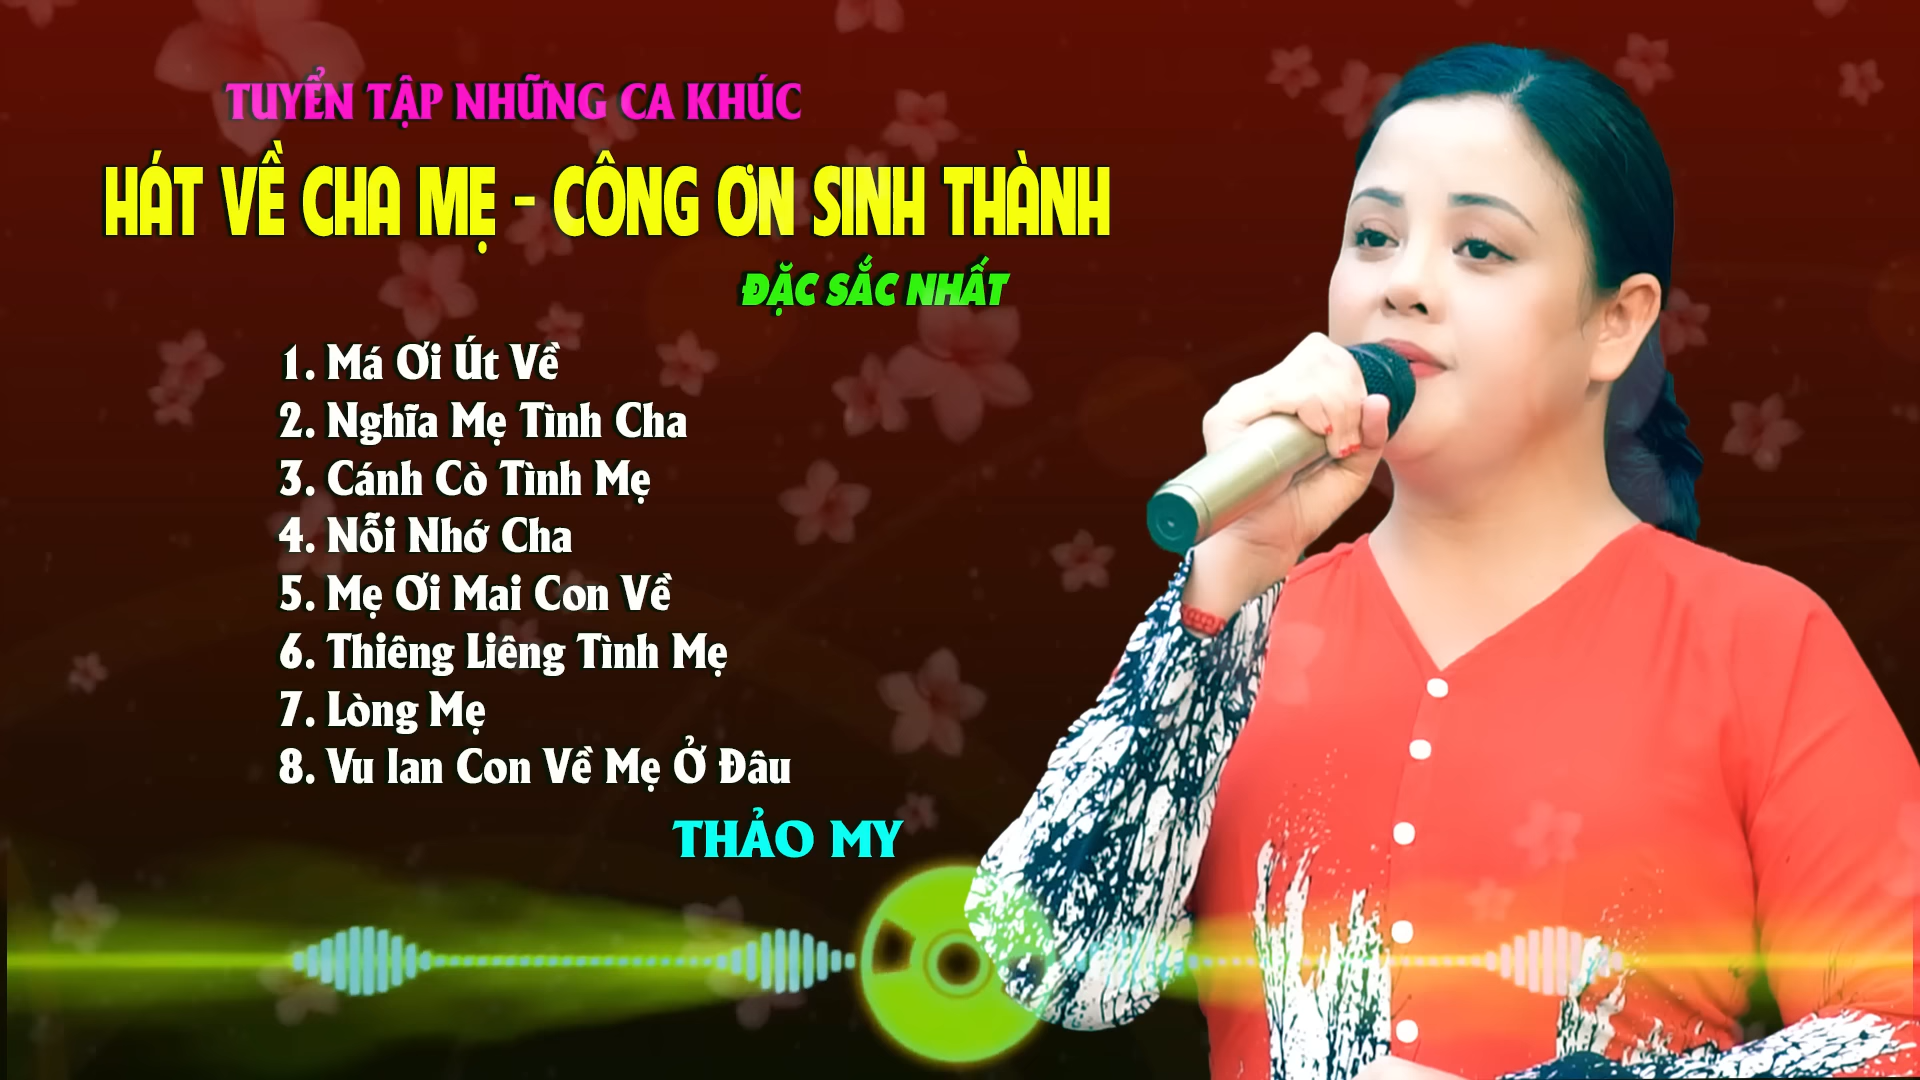 TUYỂN TẬP NHỮNG CA KHÚC
HÁT VỀ CHA MẸ - CÔNG ƠN SINH THÀNH
ĐẶC SẮC NHẤT
1. Má Ơi Út Về
2. Nghĩa Mẹ Tình Cha
3. Cánh Cò Tình Mẹ
4. Nỗi Nhớ Cha
5. Mẹ Ơi Mai Con Về
6. Thiêng Liêng Tình Mẹ
7. Lòng Mẹ
8. Vu lan Con Về Mẹ Ở Đâu
THẢO MY